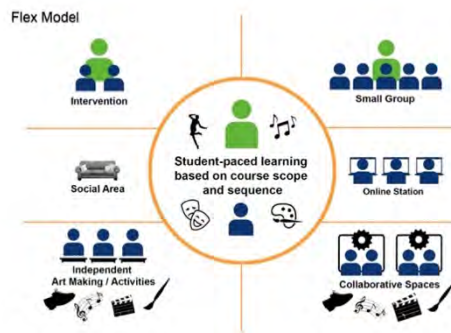 Flex Model
Intervention
Small Group
Student-paced learning
based on course scope
and sequence
Social Area
Online Station
Independent
Art Making / Activities
Collaborative Spaces